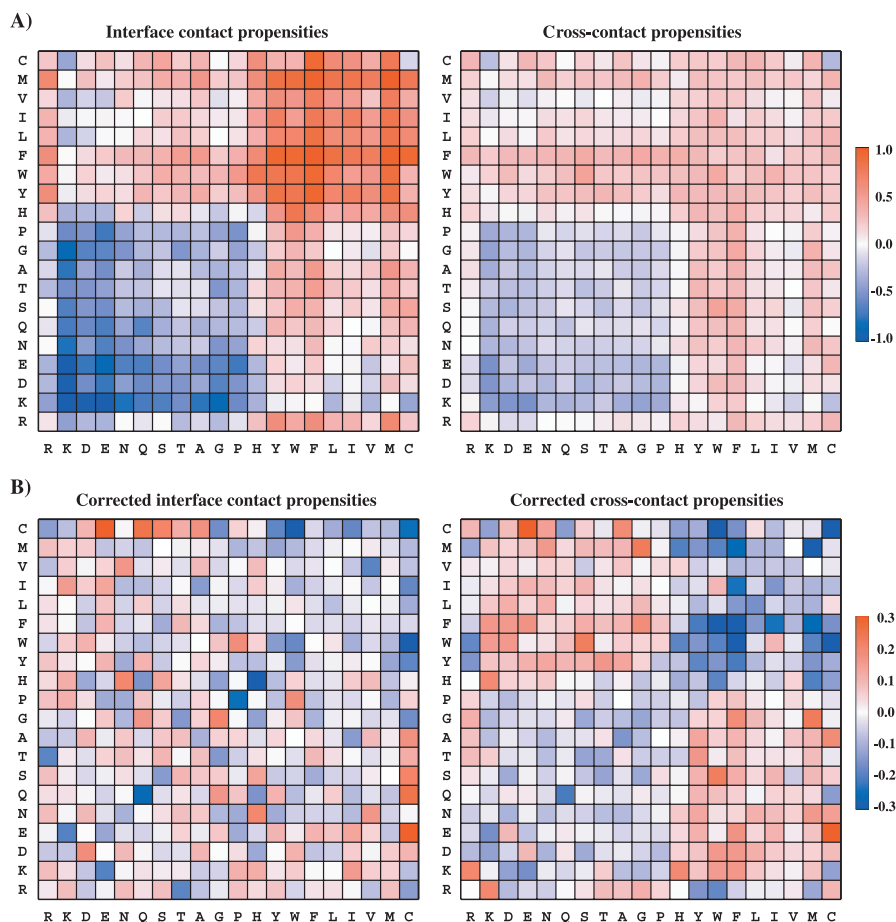 A)
Interface contact propensities
Cross-contact propensities
C
M
V
I
L
F
W
Y
H
P
G
A
T
S
Q
N
E
D
K
R
R K D E N Q S T A G P H Y W F L I V M C
C
M
V
I
L
F
W
Y
H
P
G
A
T
S
Q
N
E
D
K
R
R K D E N Q S T A G P H Y W F L I V M C
1.0
0.5
0.0
-0.5
-1.0
B)
Corrected interface contact propensities
Corrected cross-contact propensities
C
M
V
I
L
F
W
Y
H
P
G
A
T
S
Q
N
E
D
K
R
R K D E N Q S T A G P H Y W F L I V M C
C
M
V
I
L
F
W
Y
H
P
G
A
T
S
Q
N
E
D
K
R
R K D E N Q S T A G P H Y W F L I V M C
0.3
0.2
0.1
0.0
-0.1
-0.2
-0.3